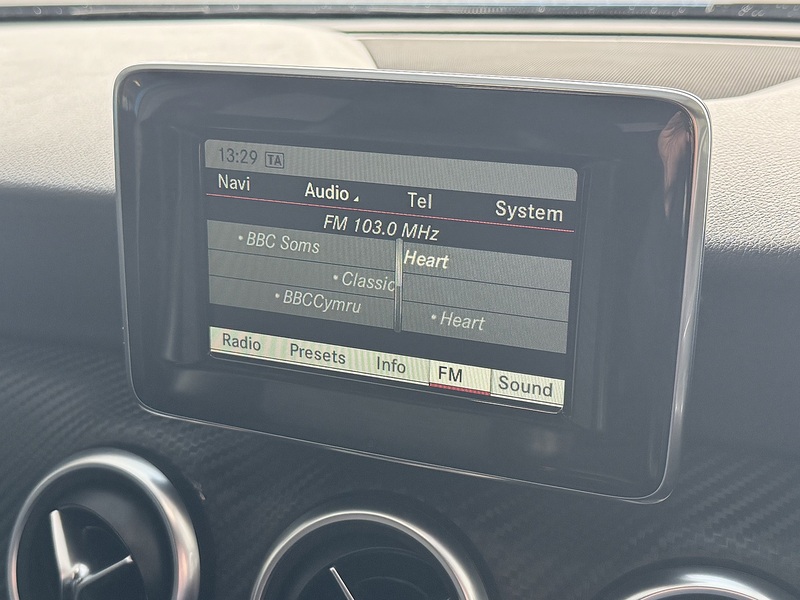 13:29 TA
Navi Audio Tel System
FM 103.0 MHz
• BBC Soms Heart
• Classic
• BBCCymru • Heart
Radio Presets Info FM Sound